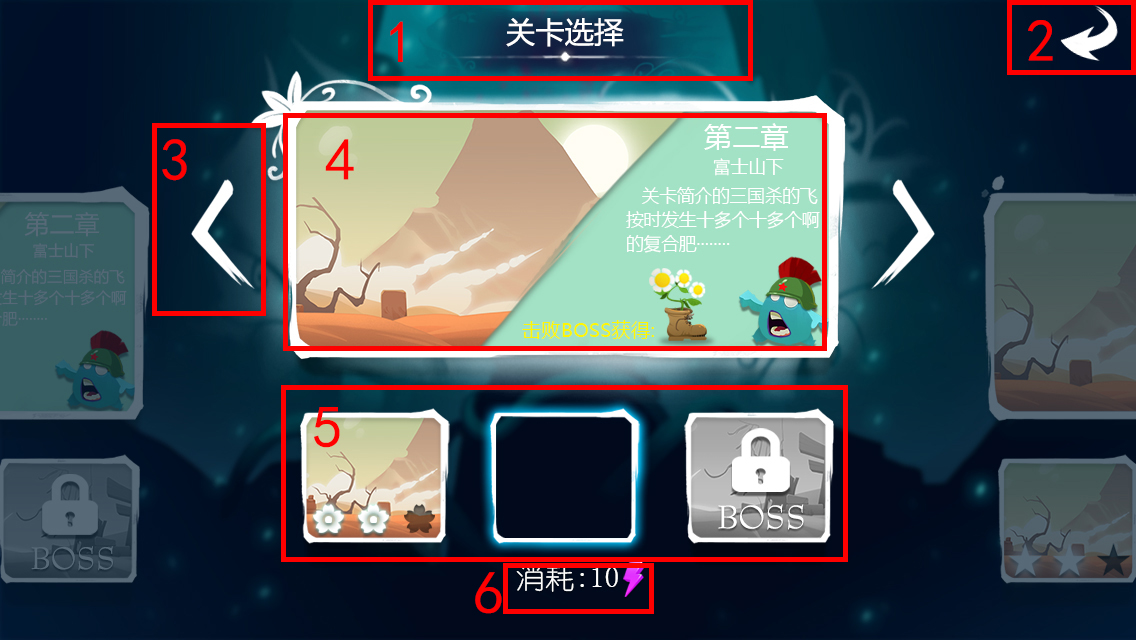 1
关卡选择
2
3
4
第二章
富士山下
关卡简介的三国杀的飞
按时发生十多个十多个啊
的复合肥········
击败BOSS获得:
第二章
富士山下
简介的三国杀的飞
生十多个十多个啊
肥········
5
BOSS
BOSS
6
消耗:10